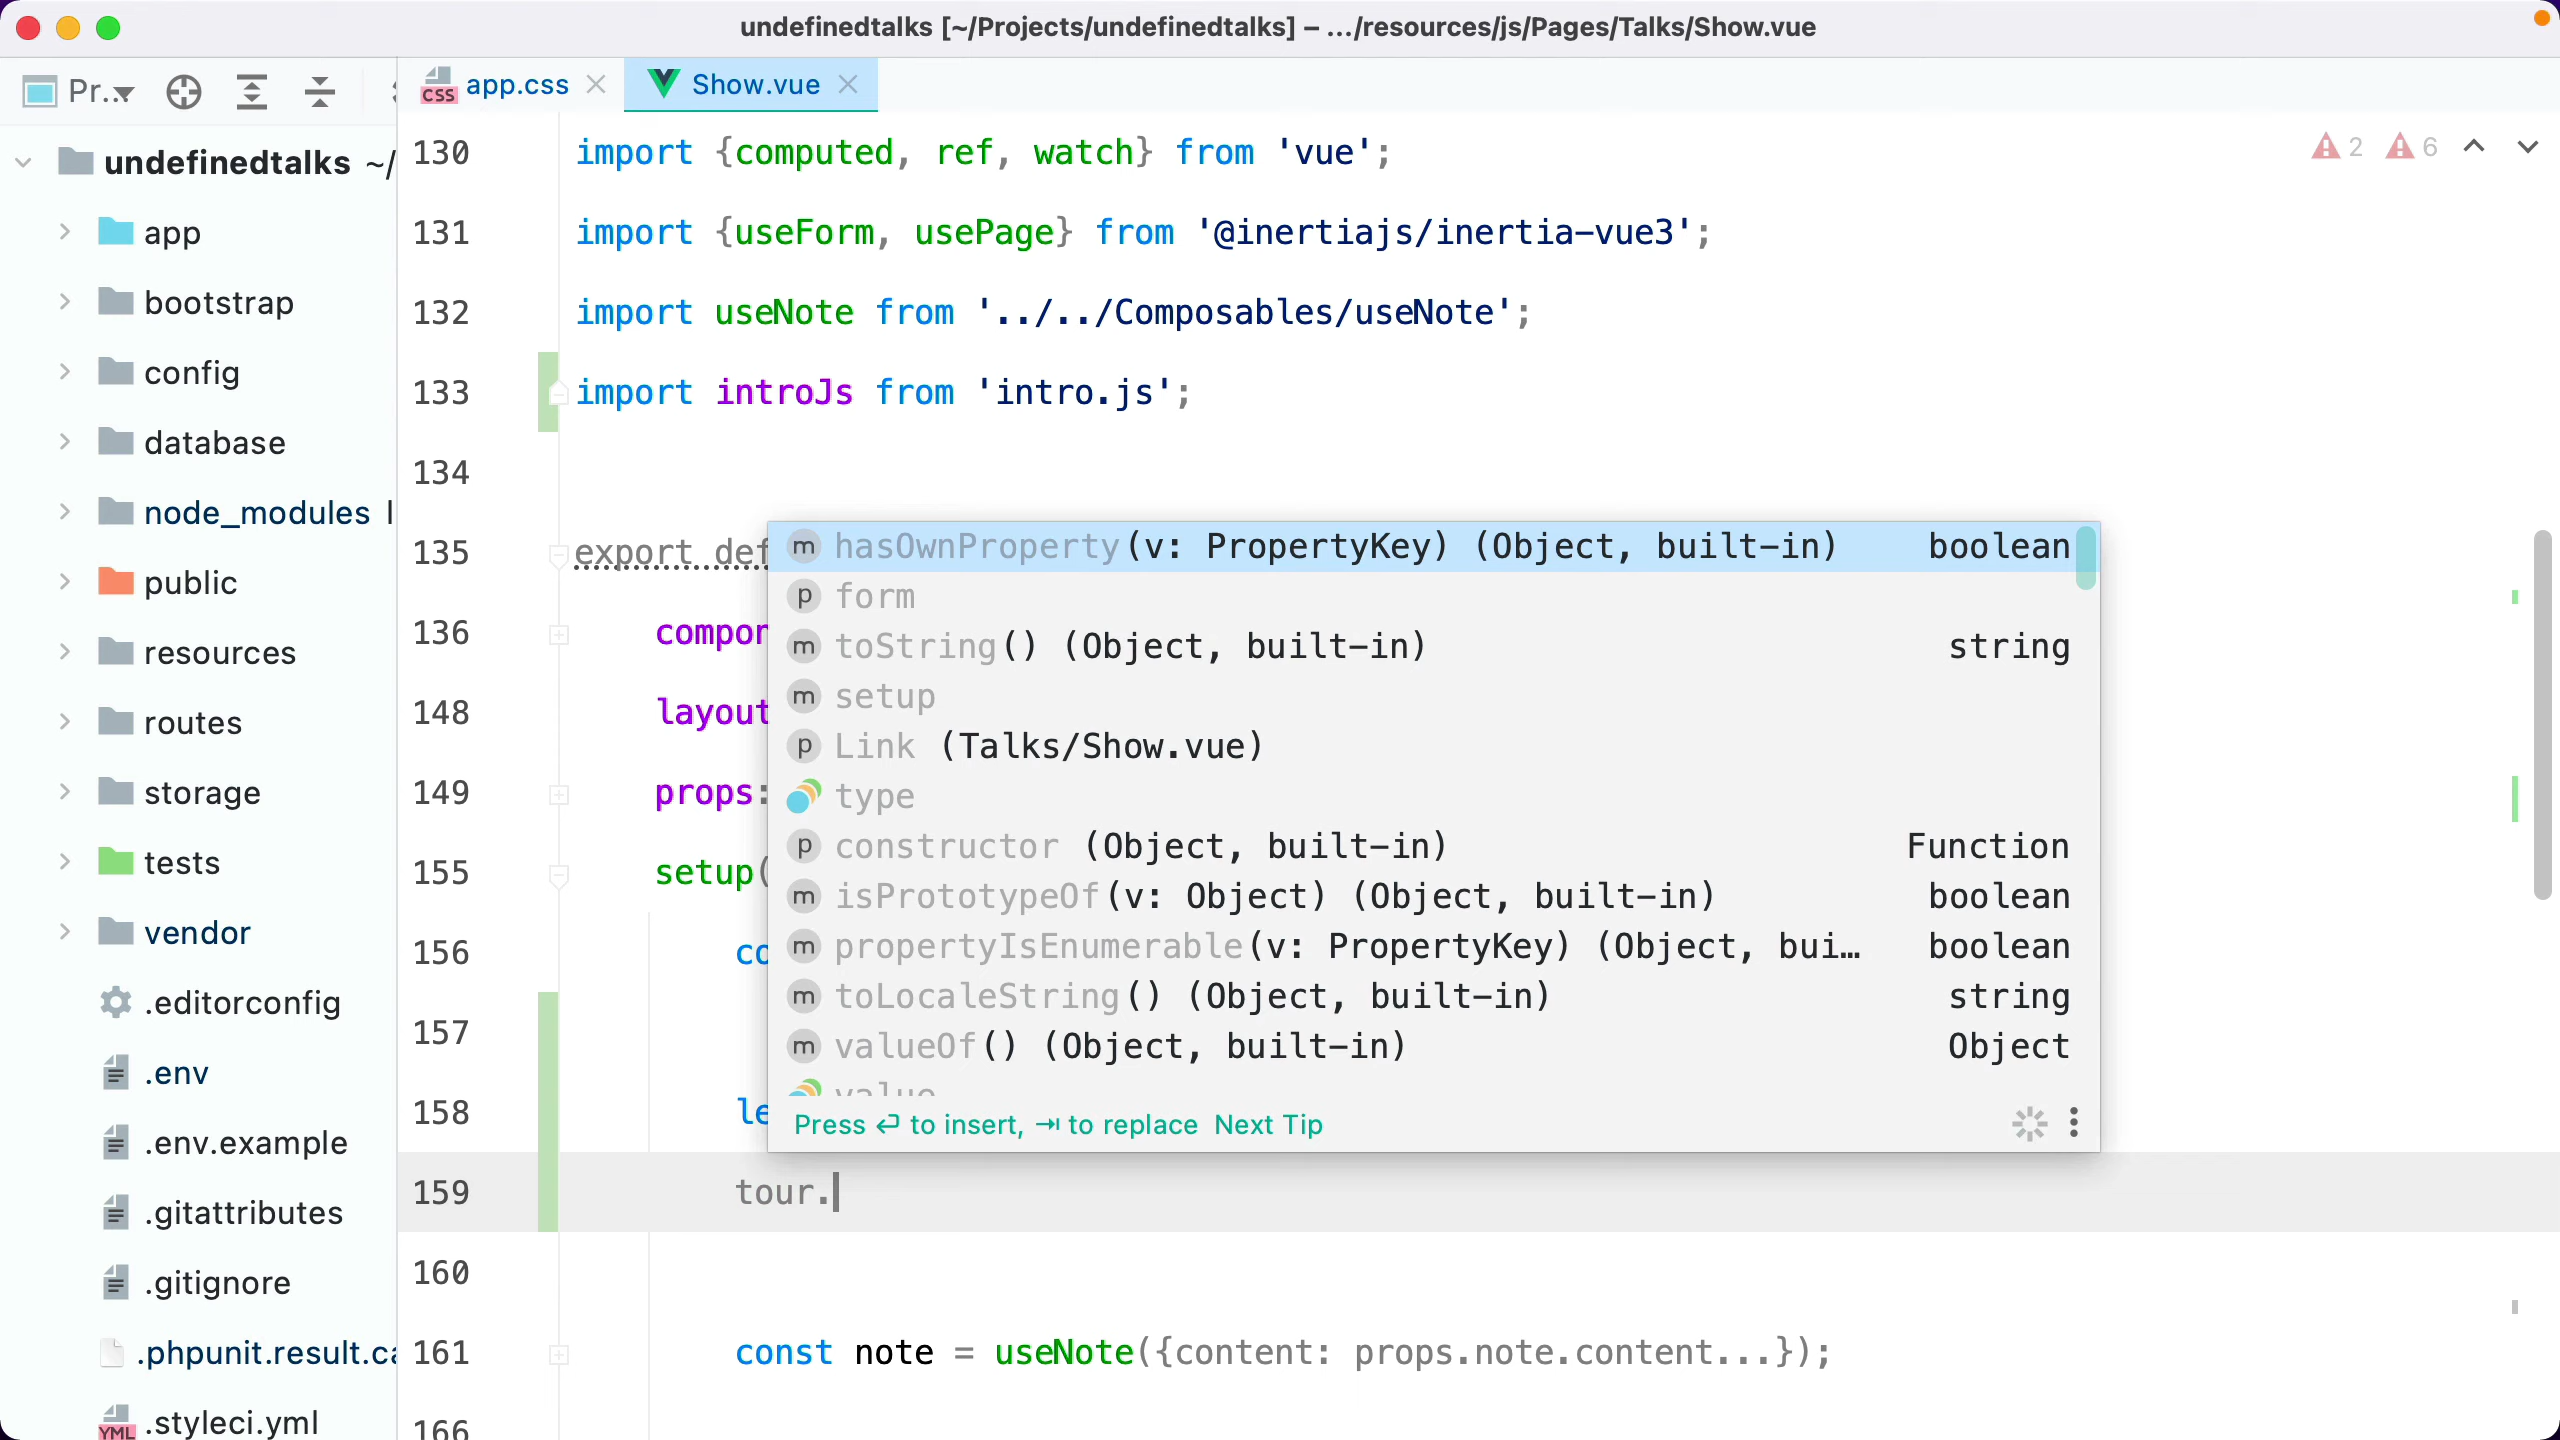 undefinedtalks [~/Projects/undefinedtalks] – .../resources/js/Pages/Talks/Show.vue
Pr...
app.css
Show.vue
undefinedtalks ~/
app
bootstrap
config
database
node_modules
public
resources
routes
storage
tests
vendor
.editorconfig
.env
.env.example
.gitattributes
.gitignore
.phpunit.result.ca
YML .styleci.yml
2 6
130 import {computed, ref, watch} from 'vue';
131 import {useForm, usePage} from '@inertiajs/inertia-vue3';
132 import useNote from '../../Composables/useNote';
133 import introJs from 'intro.js';
134
135 export def
136 compon
148 layout
149 props:
155 setup(
156 co
157
158 le
159 tour.
160
161 const note = useNote({content: props.note.content...});
166
m hasOwnProperty(v: PropertyKey) (Object, built-in) boolean
p form
m toString() (Object, built-in) string
m setup
p Link (Talks/Show.vue)
type
p constructor (Object, built-in) Function
m isPrototypeOf(v: Object) (Object, built-in) boolean
m propertyIsEnumerable(v: PropertyKey) (Object, bui... boolean
m toLocaleString() (Object, built-in) string
m valueOf() (Object, built-in) Object
value
Press ↩ to insert, ⇥ to replace Next Tip